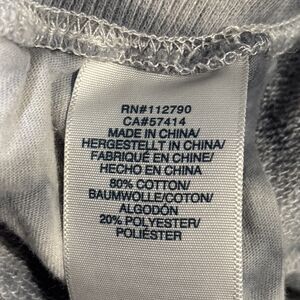 RN#112790
CA#57414
MADE IN CHINA/
HERGESTELLT IN CHINA/
FABRIQUÉ EN CHINE/
HECHO EN CHINA
80% COTTON/
BAUMWOLLE/COTON/
ALGODÓN
20% POLYESTER/
POLIÉSTER